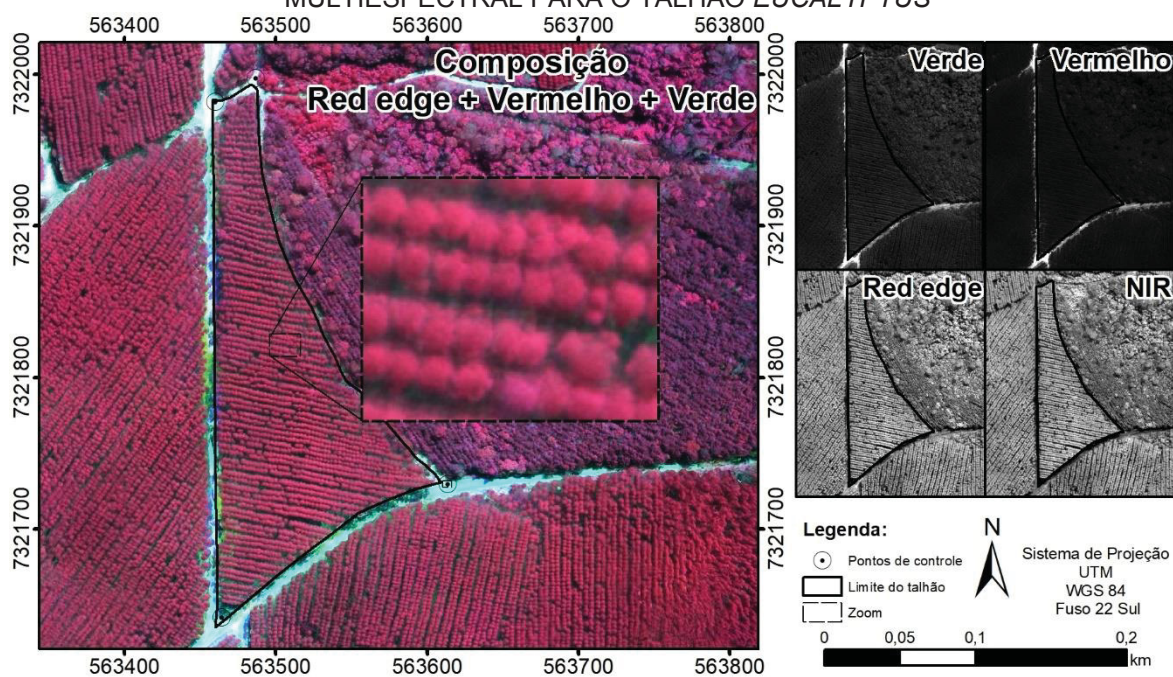 MULTIESPECTRAL PARA O TALHÃO EUCALYPTUS
563400 563500 563600 563700 563800
7322000
7321900
7321800
7321700
Composição
Red edge + Vermelho + Verde
7322000
7321900
7321800
7321700
563400 563500 563600 563700 563800
Verde
Vermelho
Red edge
NIR
Legenda:
Pontos de controle
Limite do talhão
Zoom
N
Sistema de Projeção
UTM
WGS 84
Fuso 22 Sul
0 0,05 0,1 0,2
km